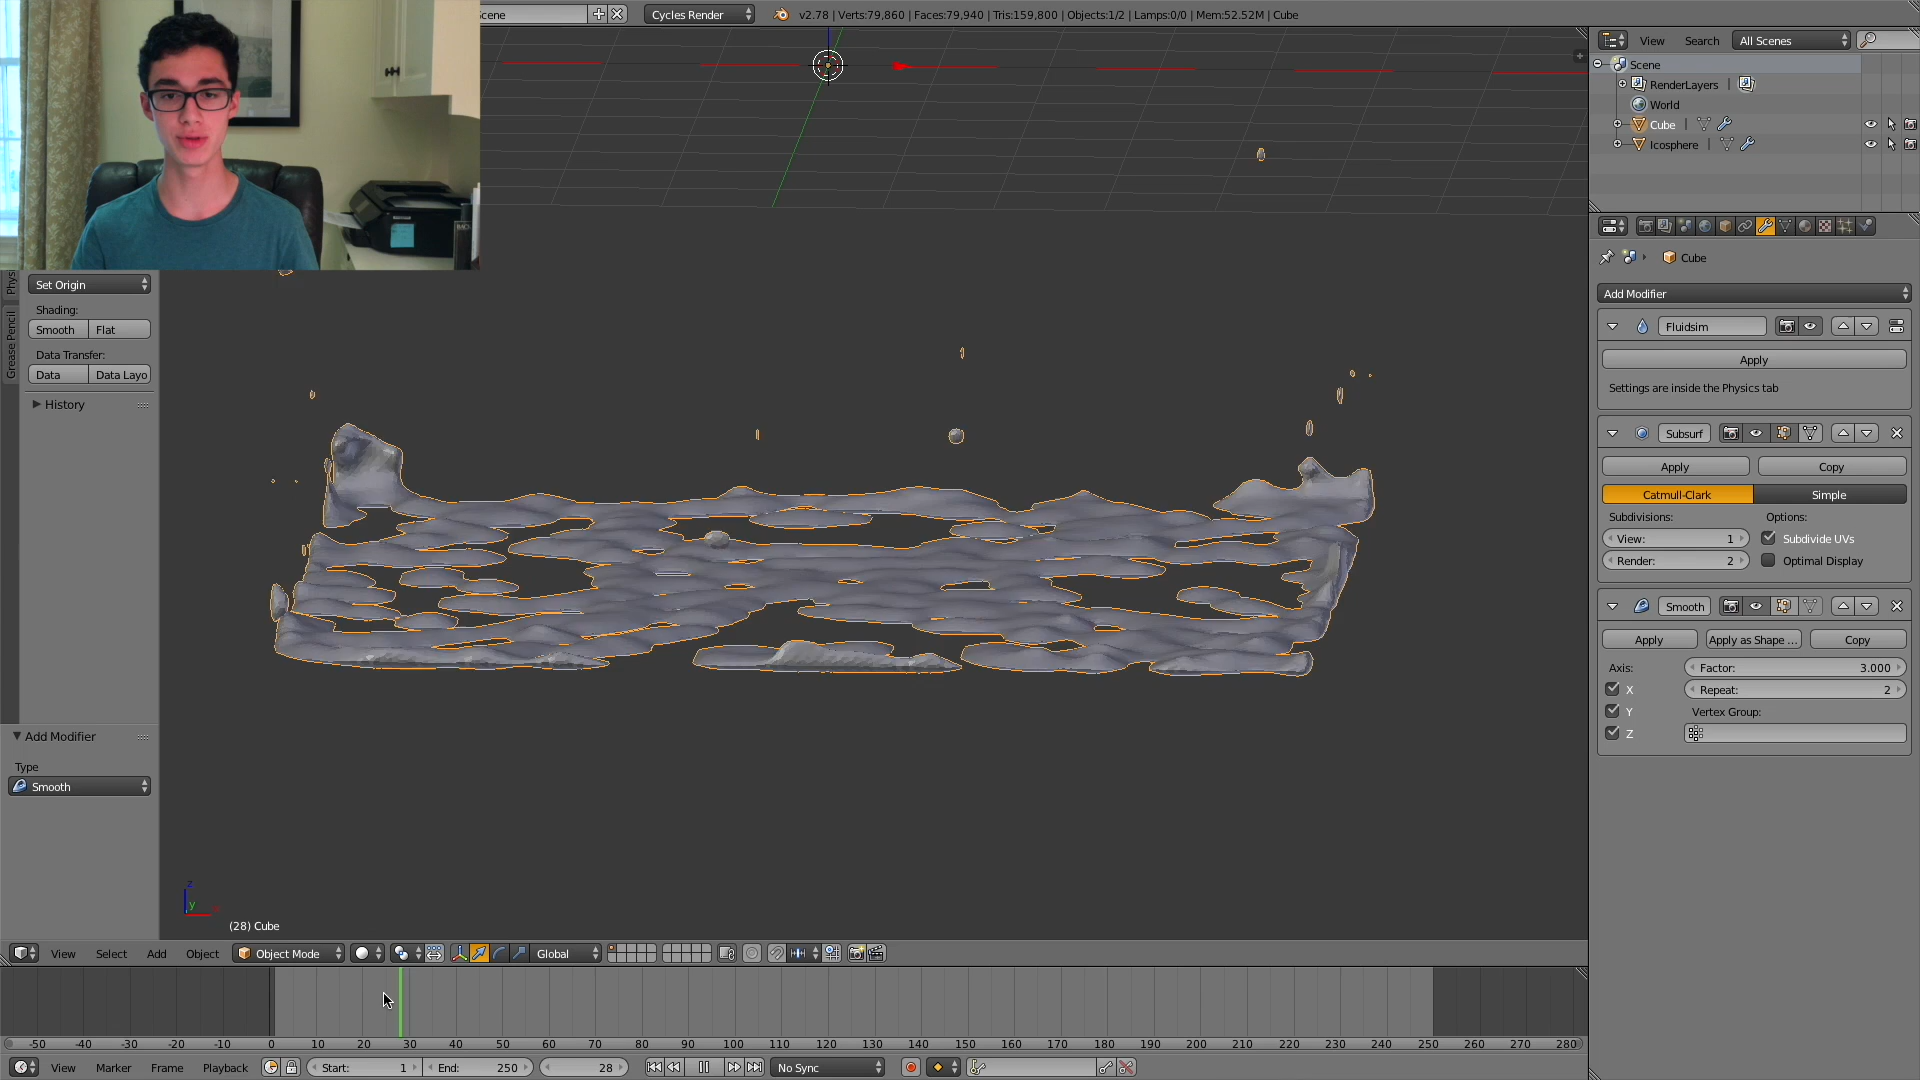 Scene
Cycles Render
v2.78 | Verts:79,860 | Faces:79,940 | Tris:159,800 | Objects:1/2 | Lamps:0/0 | Mem:52.52M | Cube
View
Search
All Scenes
Scene
RenderLayers
World
Cube
Icosphere
Cube
Add Modifier
Fluidsim
Apply
Settings are inside the Physics tab
Subsurf
Apply
Copy
Catmull-Clark
Simple
Subdivisions:
Options:
View: 1
Subdivide UVs
Render: 2
Optimal Display
Smooth
Apply
Apply as Shape ...
Copy
Axis:
Factor: 3.000
X
Repeat: 2
Y
Vertex Group:
Z
Phys
Grease Pencil
Set Origin
Shading:
Smooth
Flat
Data Transfer:
Data
Data Layo
History
Add Modifier
Type
Smooth
z
y
(28) Cube
View
Select
Add
Object
Object Mode
Global
-50 -40 -30 -20 -10 0 10 20 30 40 50 60 70 80 90 100 110 120 130 140 150 160 170 180 190 200 210 220 230 240 250 260 270 280
View
Marker
Frame
Playback
Start: 1
End: 250
28
No Sync